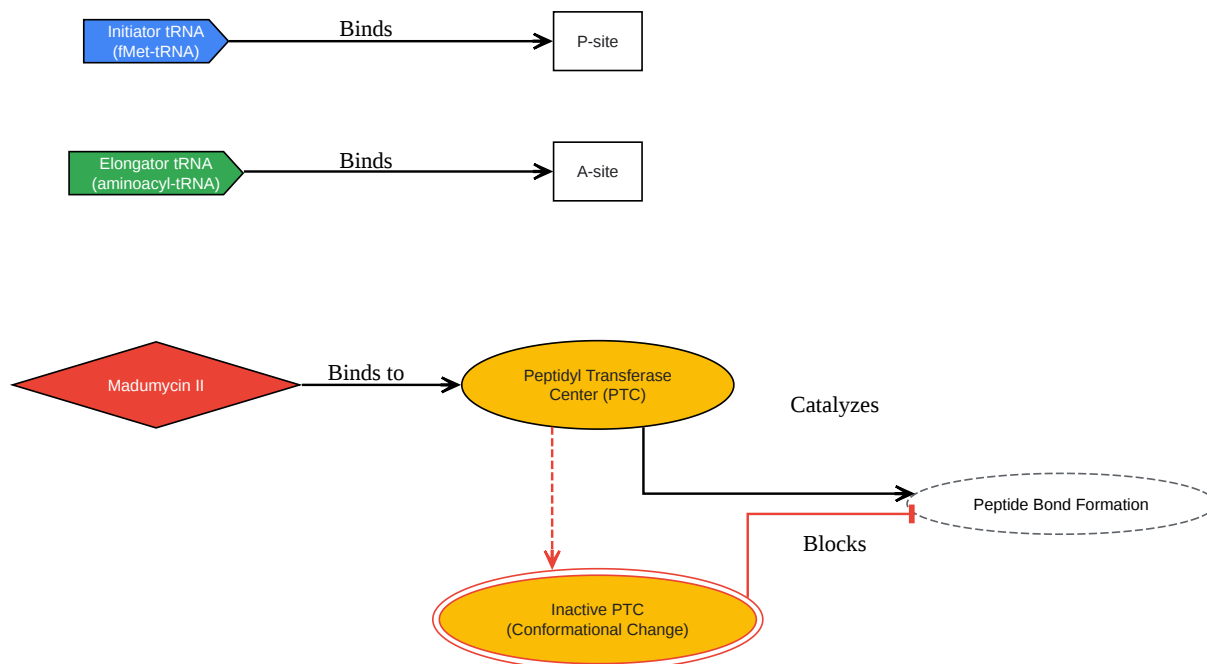 Initiator tRNA
(fMet-tRNA)
Binds
P-site
Elongator tRNA
(aminoacyl-tRNA)
Binds
A-site
Madumycin II
Binds to
Peptidyl Transferase
Center (PTC)
Catalyzes
Peptide Bond Formation
Blocks
Inactive PTC
(Conformational Change)